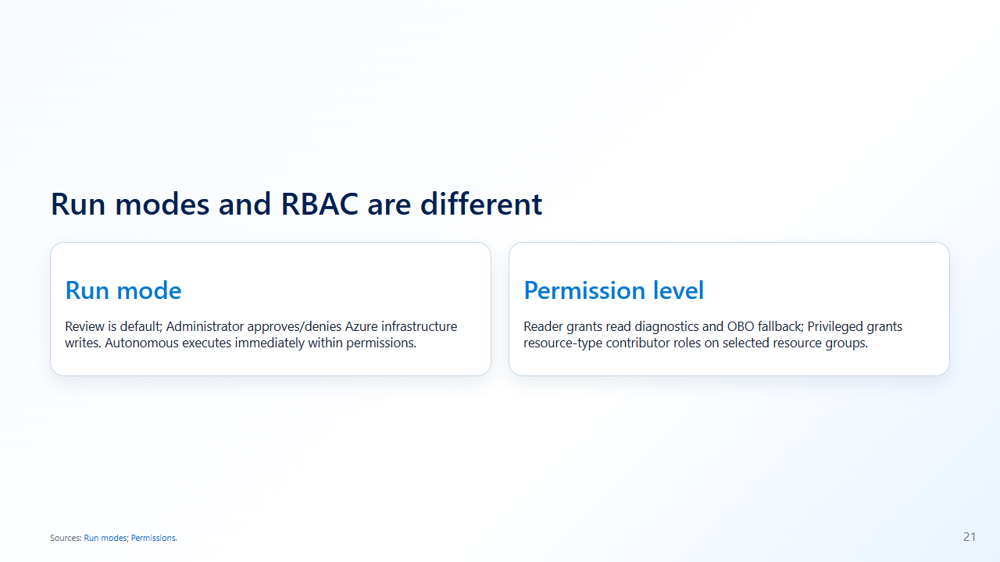 Run modes and RBAC are different
Run mode
Review is default; Administrator approves/denies Azure infrastructure
writes. Autonomous executes immediately within permissions.
Permission level
Reader grants read diagnostics and OBO fallback; Privileged grants
resource-type contributor roles on selected resource groups.
Sources: Run modes; Permissions.
21